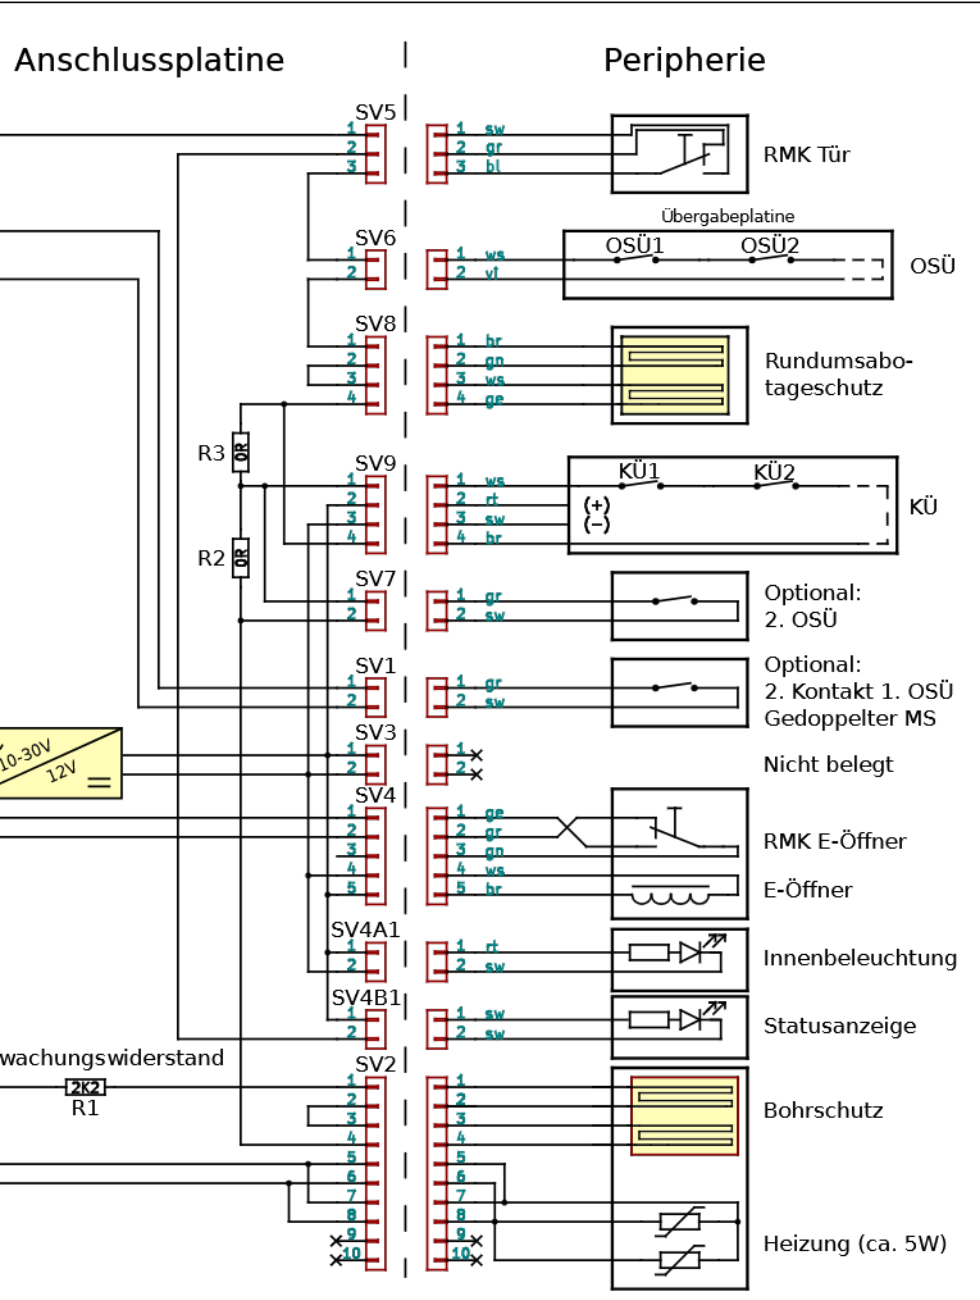 Anschlussplatine
Peripherie
SV5
1 1 sw
2 2 gr
3 3 bl
RMK Tür
Übergabeplatine
SV6
OSÜ1 OSÜ2
1 1 ws
2 2 vi
OSÜ
SV8
1 1 br
2 2 gn
3 3 ws
4 4 ge
Rundumsabo-
tageschutz
R3 0R
SV9
KÜ1 KÜ2
1 1 ws
2 2 rt (+)
3 3 sw (−)
4 4 br
KÜ
R2 0R
SV7
1 1 gr
2 2 sw
Optional:
2. OSÜ
SV1
1 1 gr
2 2 sw
Optional:
2. Kontakt 1. OSÜ
Gedoppelter MS
10-30V
12V
SV3
1 1
2 2
Nicht belegt
SV4
1 1 ge
2 2 gr
3 3 gn
4 4 ws
5 5 br
RMK E-Öffner
E-Öffner
SV4A1
1 1 rt
2 2 sw
Innenbeleuchtung
SV4B1
1 1 sw
2 2 sw
Statusanzeige
wachungswiderstand
2K2
R1
SV2
1 1
2 2
3 3
4 4
5 5
6 6
7 7
8 8
9 9
10 10
Bohrschutz
Heizung (ca. 5W)